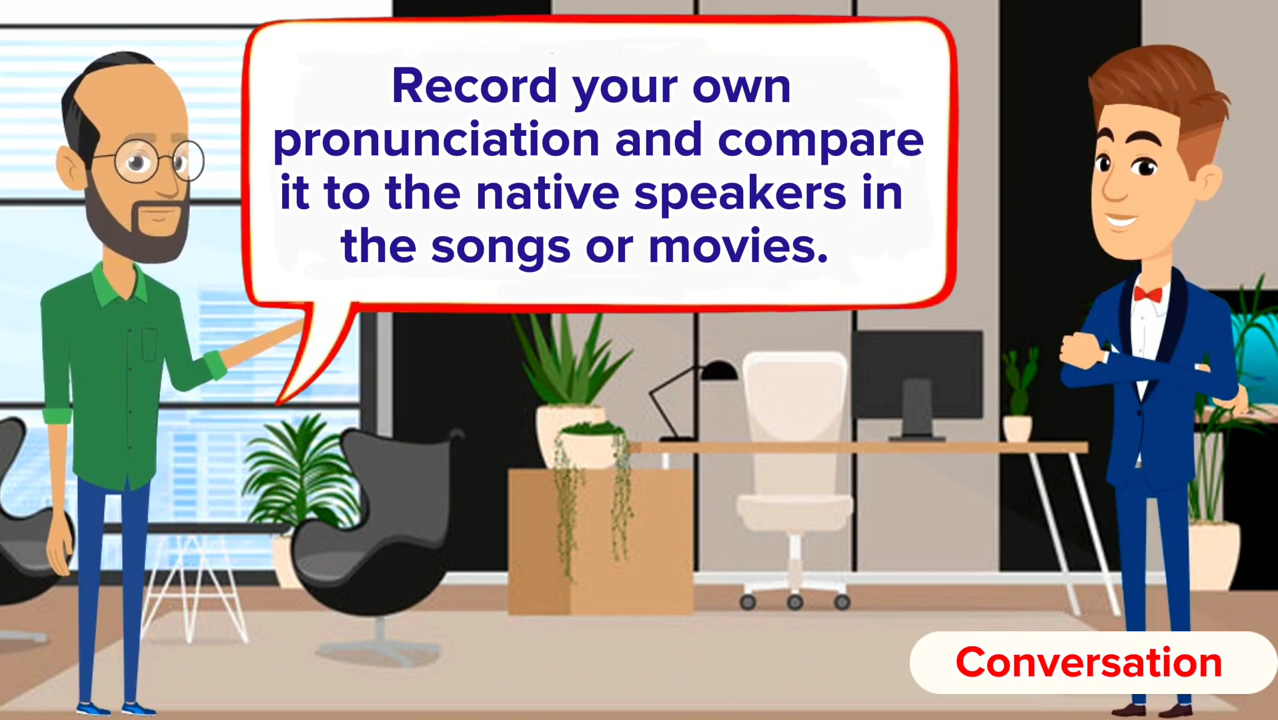 Record your own
pronunciation and compare
it to the native speakers in
the songs or movies.
Conversation